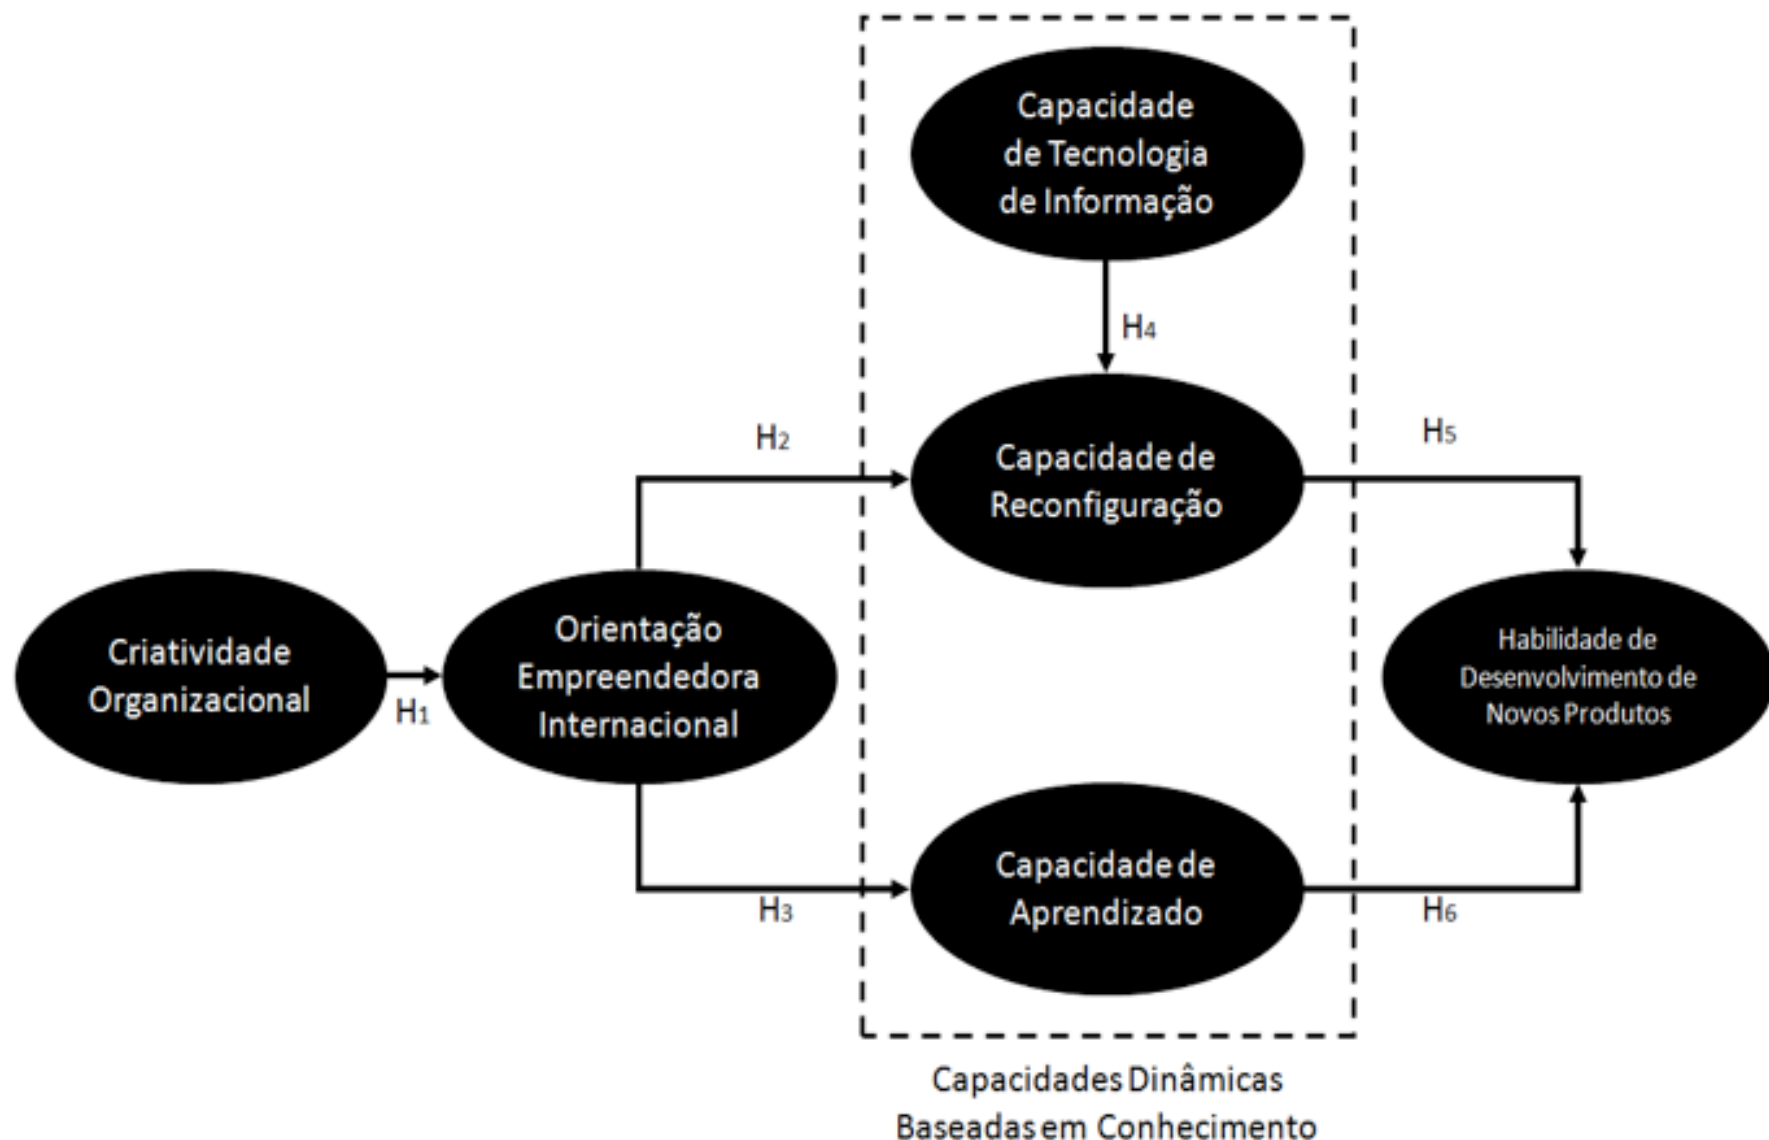 Capacidade
de Tecnologia
de Informação
H4
H2
Capacidade de
Reconfiguração
H5
Criatividade
Organizacional
H1
Orientação
Empreendedora
Internacional
Habilidade de
Desenvolvimento de
Novos Produtos
H3
Capacidade de
Aprendizado
H6
Capacidades Dinâmicas
Baseadas em Conhecimento